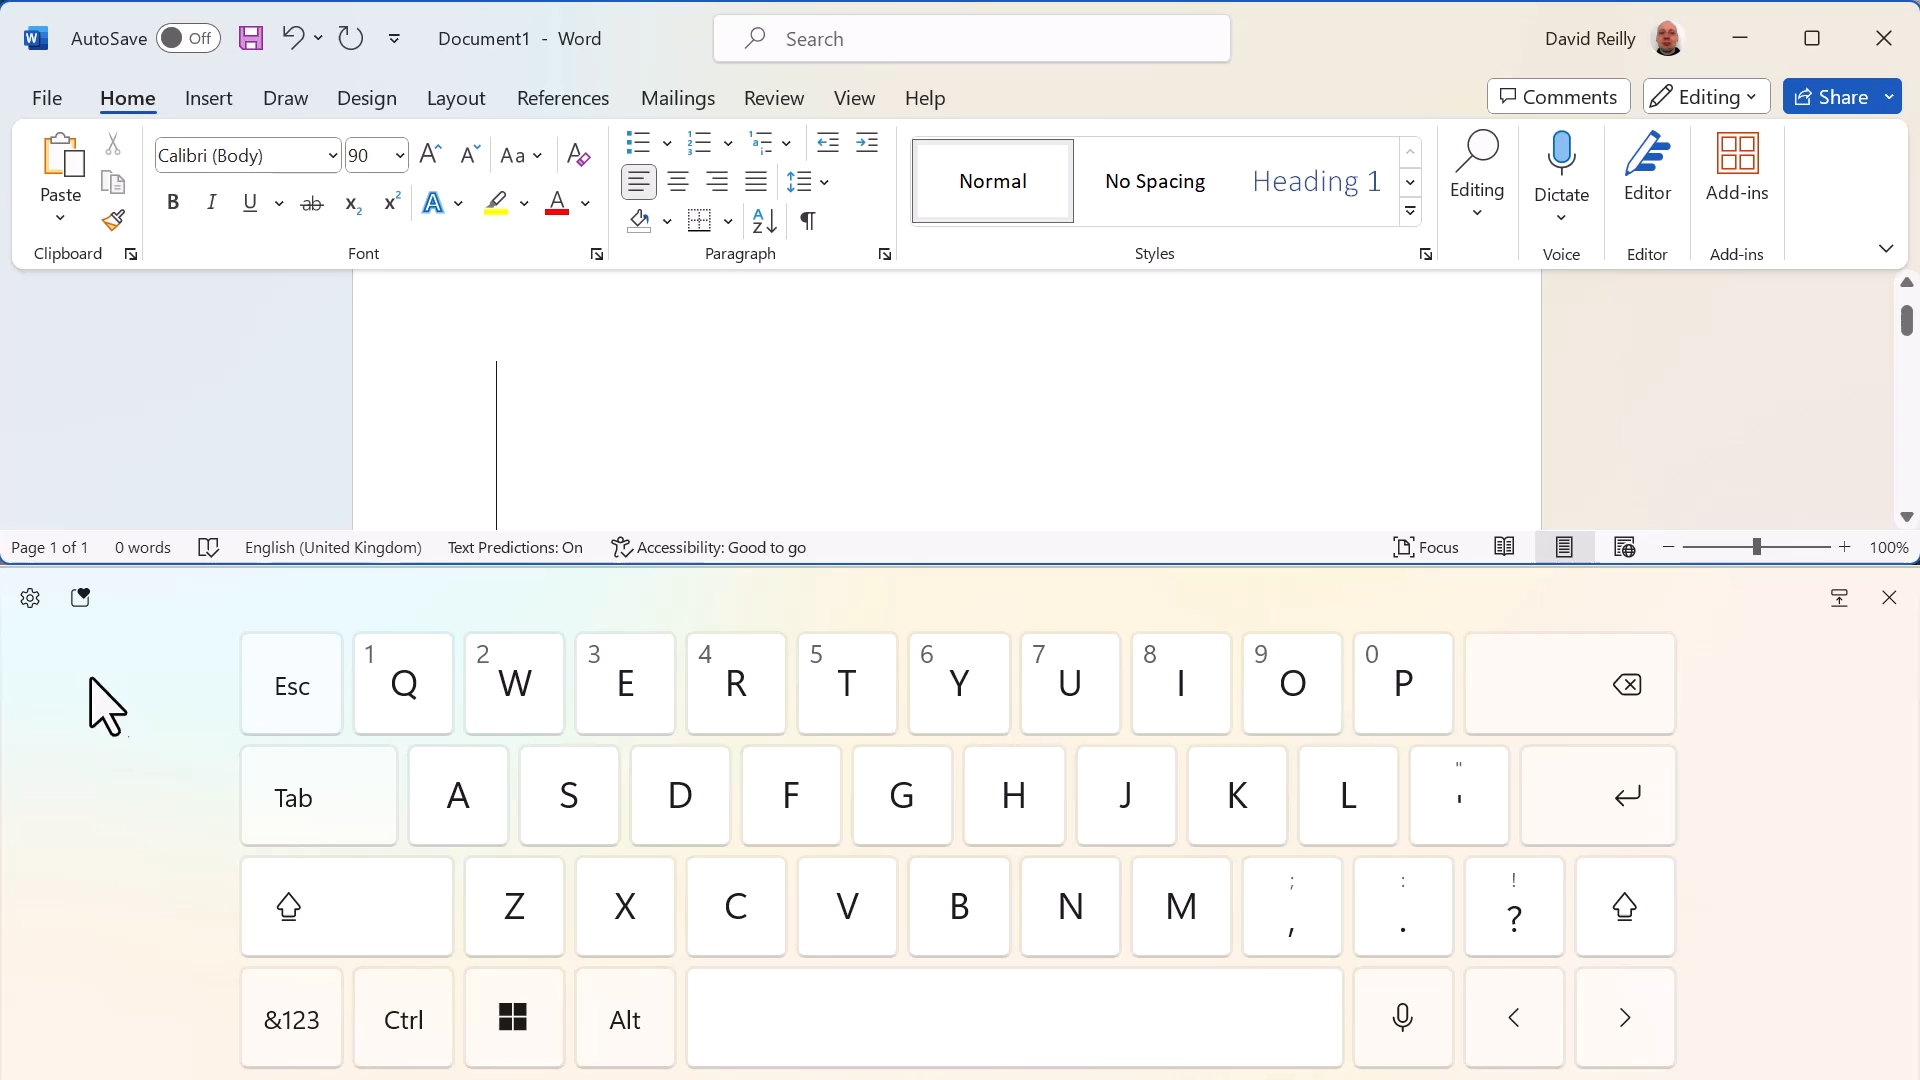 AutoSave Off Document1 - Word Search David Reilly
File Home Insert Draw Design Layout References Mailings Review View Help Comments Editing Share
Paste Calibri (Body) 90 Normal No Spacing Heading 1 Editing Dictate Editor Add-ins
Clipboard Font Paragraph Styles Voice Editor Add-ins
Page 1 of 1 0 words English (United Kingdom) Text Predictions: On Accessibility: Good to go Focus 100%
Esc 1 Q 2 W 3 E 4 R 5 T 6 Y 7 U 8 I 9 O 0 P
Tab A S D F G H J K L " '
Z X C V B N M ; , : . ! ?
&123 Ctrl Alt